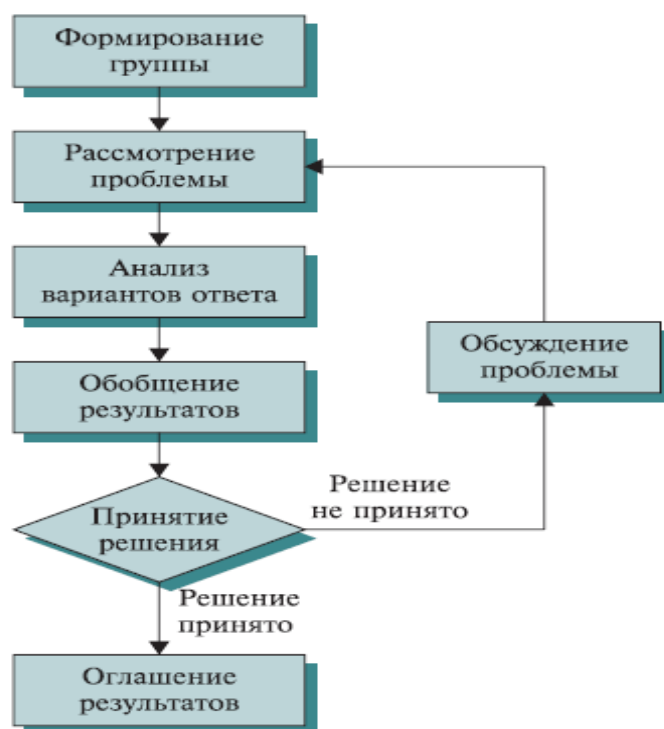 Формирование
группы
Рассмотрение
проблемы
Анализ
вариантов ответа
Обсуждение
проблемы
Обобщение
результатов
Решение
не принято
Принятие
решения
Решение
принято
Оглашение
результатов